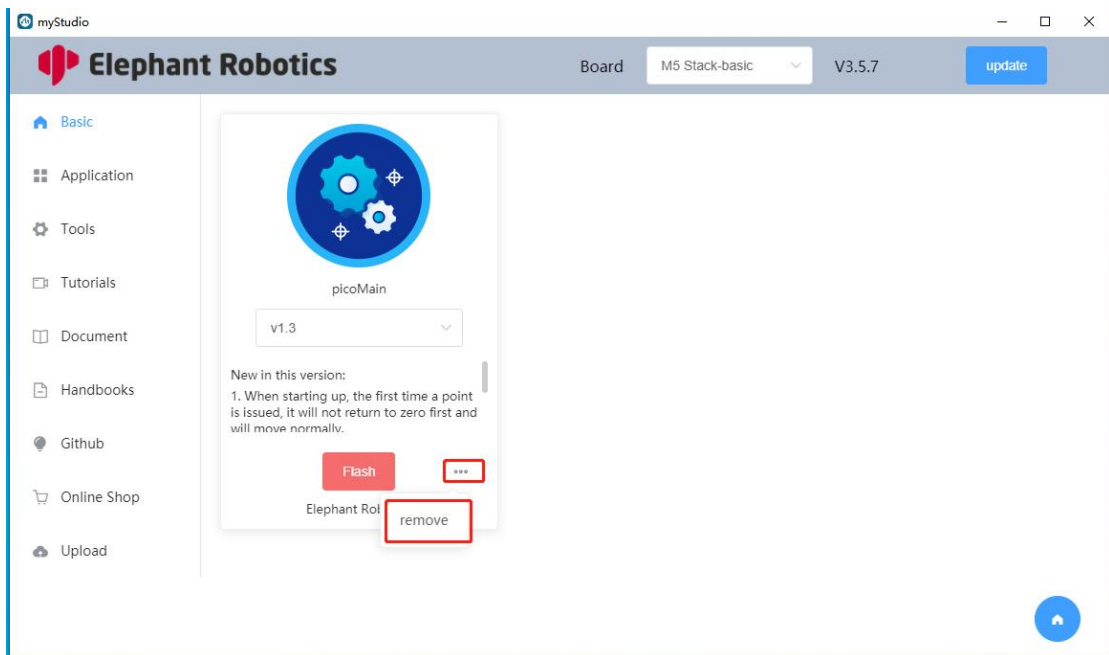 myStudio
Elephant Robotics
Board
M5 Stack-basic
V3.5.7
update
Basic
Application
Tools
Tutorials
Document
Handbooks
Github
Online Shop
Upload
picoMain
v1.3
New in this version:
1. When starting up, the first time a point
is issued, it will not return to zero first and
will move normally.
Flash
Elephant Rob
remove